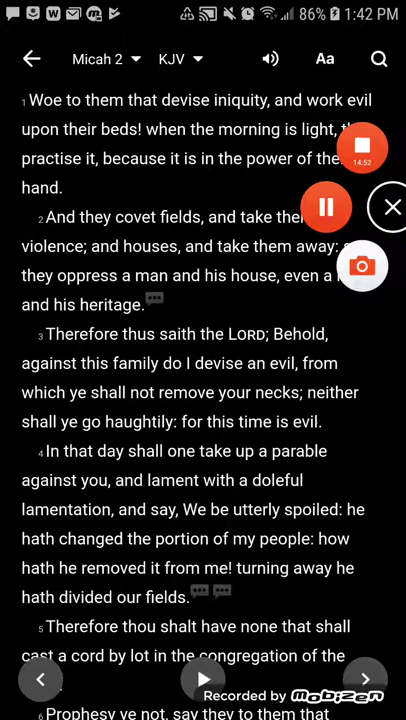 86% 1:42 PM
Micah 2 KJV Aa
1 Woe to them that devise iniquity, and work evil
upon their beds! when the morning is light,
practise it, because it is in the power of
hand.
14:52
2 And they covet fields, and take
violence; and houses, and take them away:
they oppress a man and his house, even a
and his heritage.
3 Therefore thus saith the LORD; Behold,
against this family do I devise an evil, from
which ye shall not remove your necks; neither
shall ye go haughtily: for this time is evil.
4 In that day shall one take up a parable
against you, and lament with a doleful
lamentation, and say, We be utterly spoiled: he
hath changed the portion of my people: how
hath he removed it from me! turning away he
hath divided our fields.
5 Therefore thou shalt have none that shall
cast a cord by lot in the congregation of the
Recorded by Mobizen
6 Prophesy ye not, say they to them that